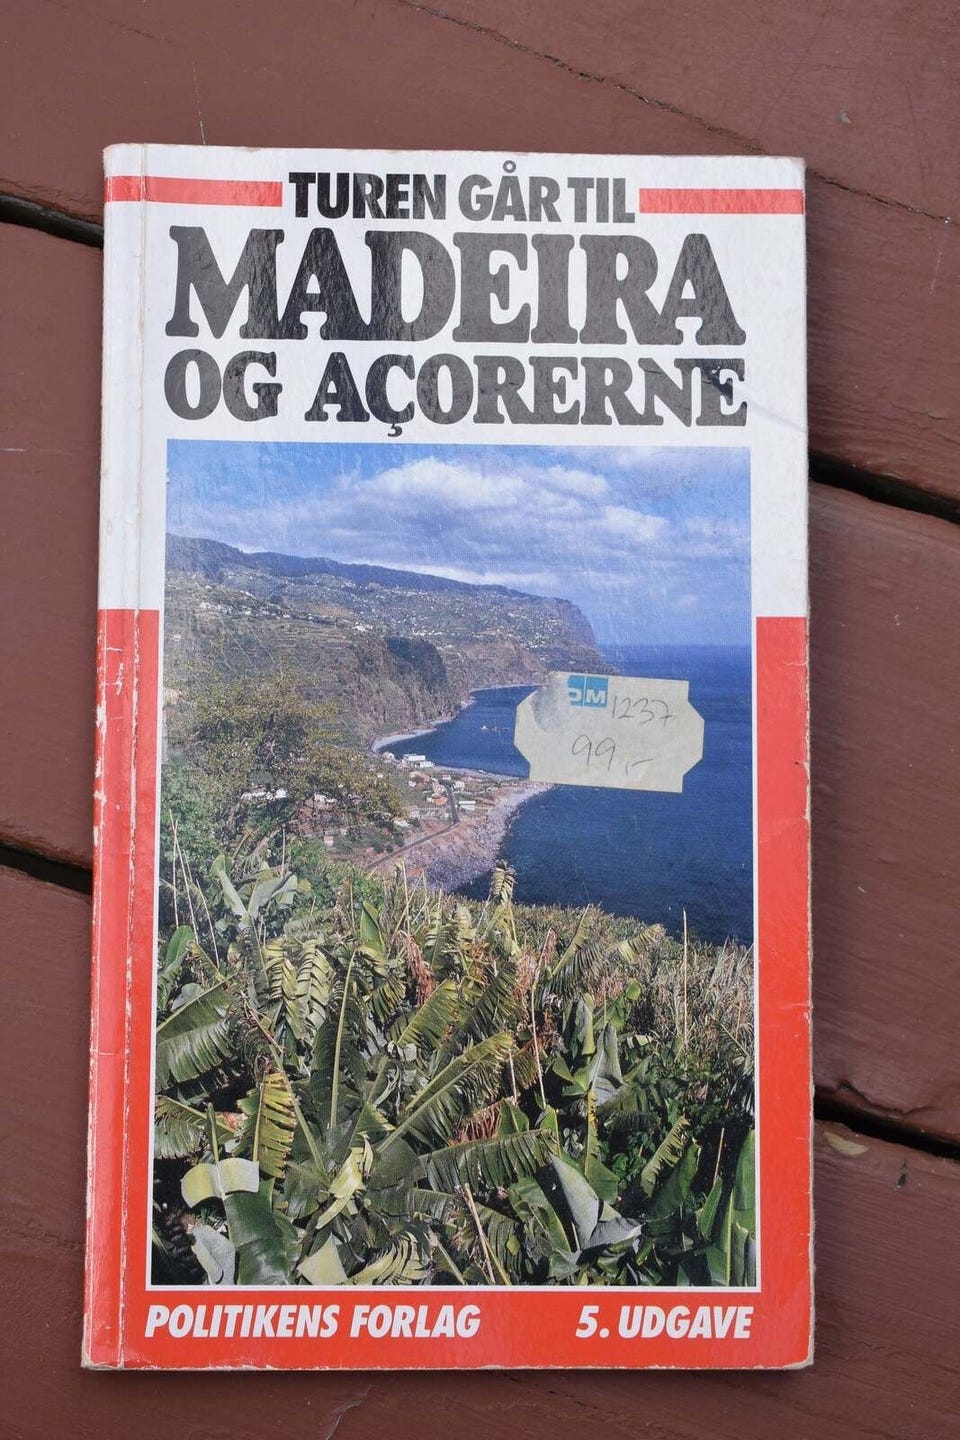 TUREN GÅR TIL
MADEIRA
OG AÇORERNE
DM 1237
99,-
POLITIKENS FORLAG 5. UDGAVE